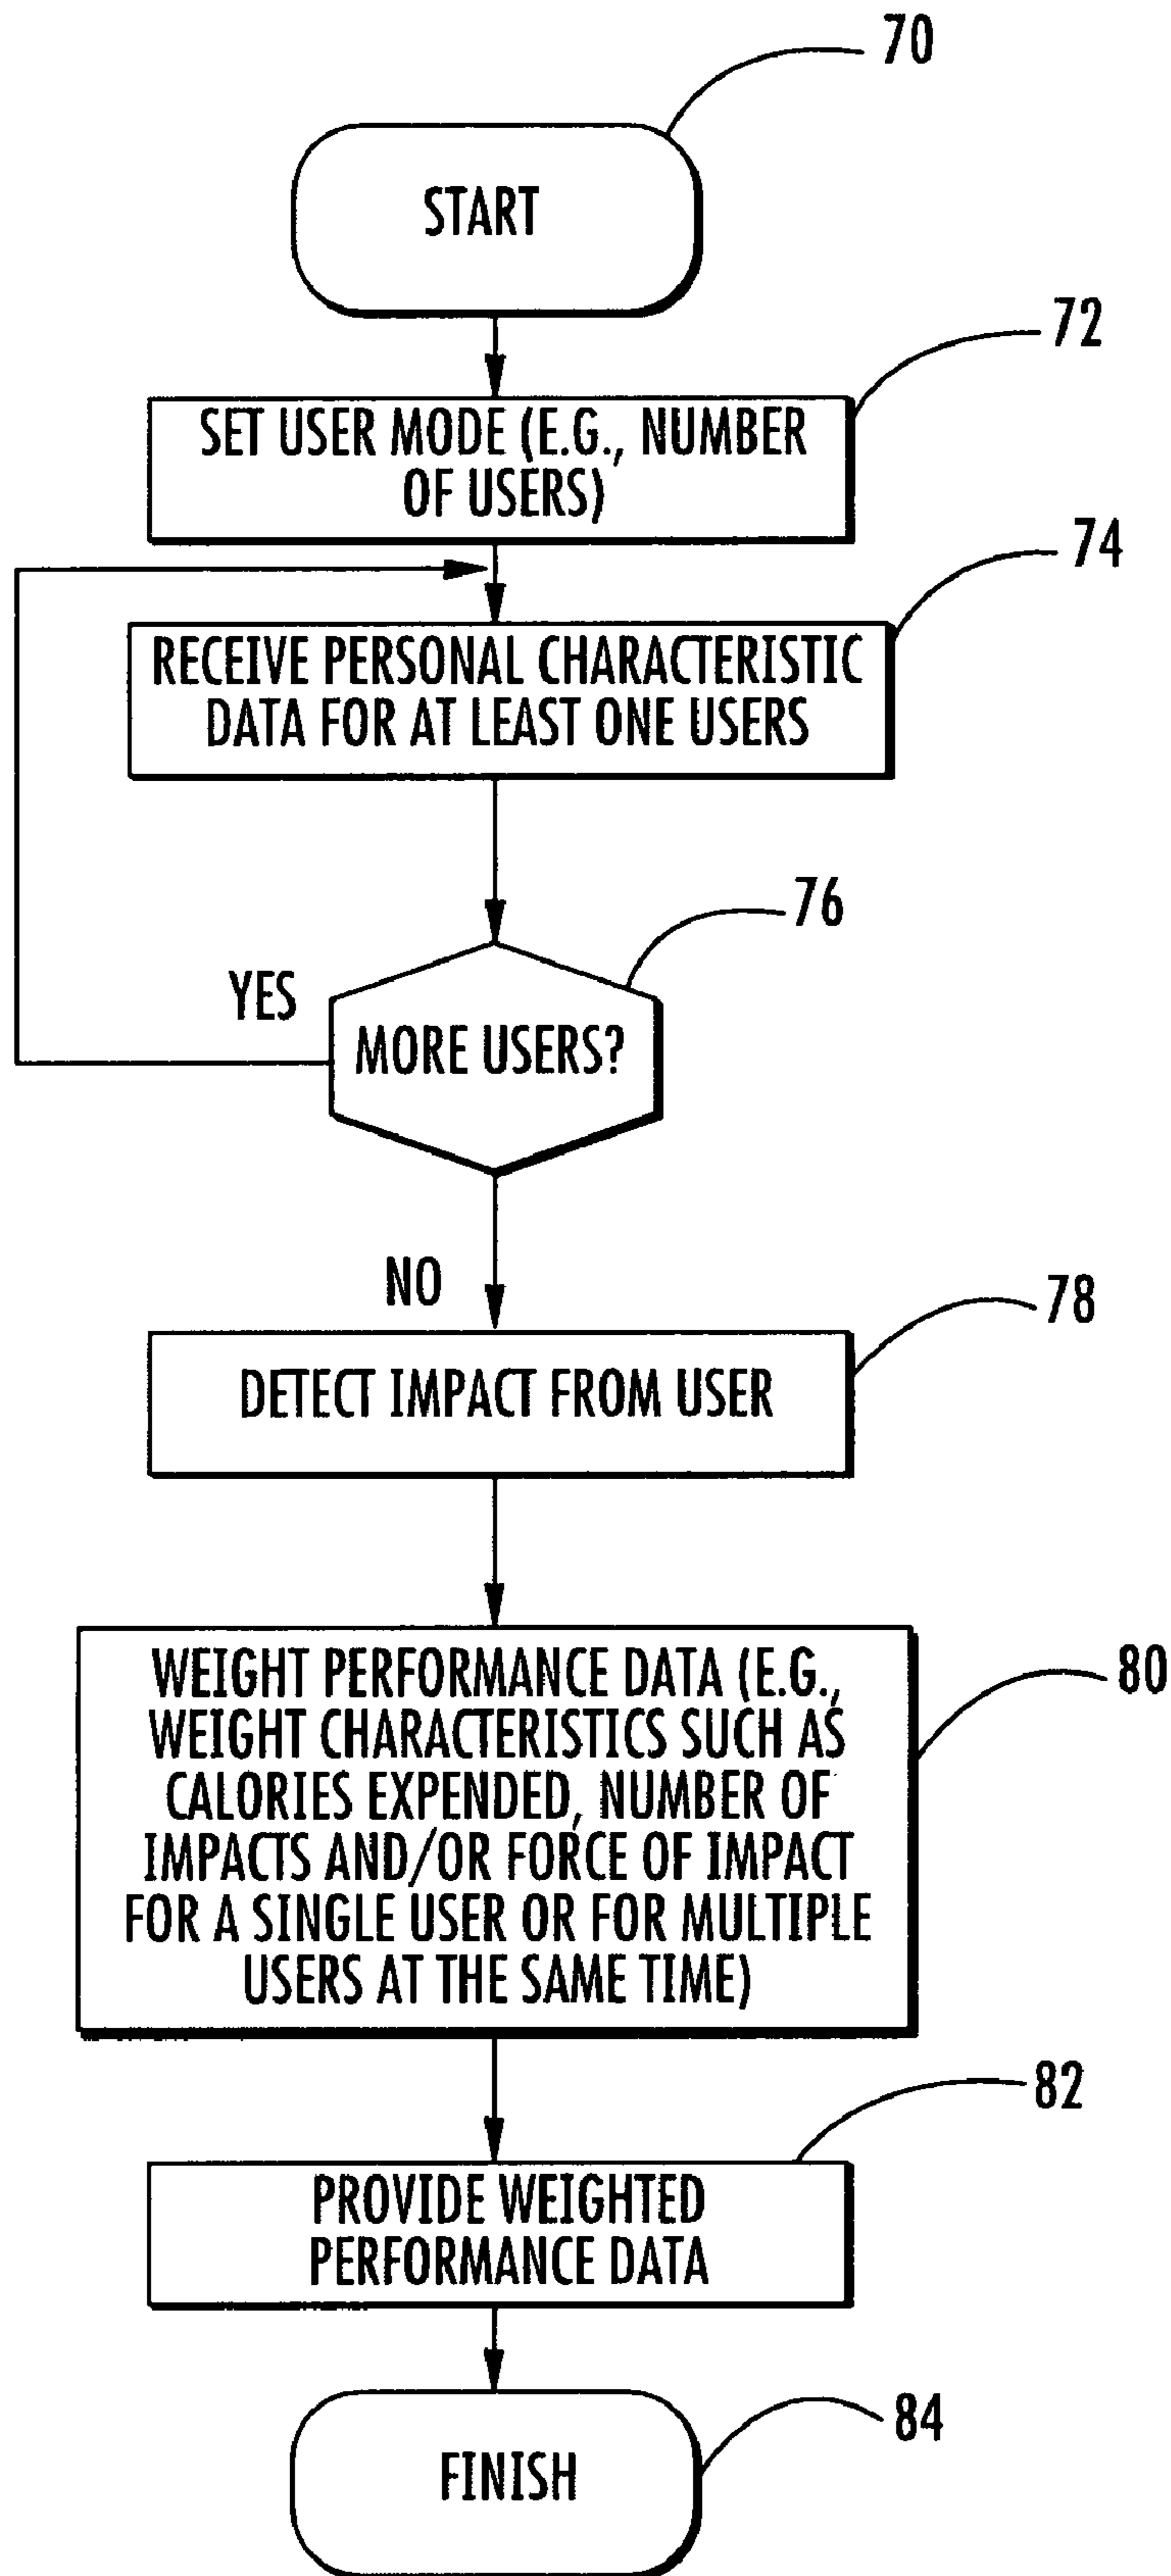 70
START
72
SET USER MODE (E.G., NUMBER
OF USERS)
74
RECEIVE PERSONAL CHARACTERISTIC
DATA FOR AT LEAST ONE USERS
76
YES
MORE USERS?
NO
78
DETECT IMPACT FROM USER
80
WEIGHT PERFORMANCE DATA (E.G.,
WEIGHT CHARACTERISTICS SUCH AS
CALORIES EXPENDED, NUMBER OF
IMPACTS AND/OR FORCE OF IMPACT
FOR A SINGLE USER OR FOR MULTIPLE
USERS AT THE SAME TIME)
82
PROVIDE WEIGHTED
PERFORMANCE DATA
84
FINISH